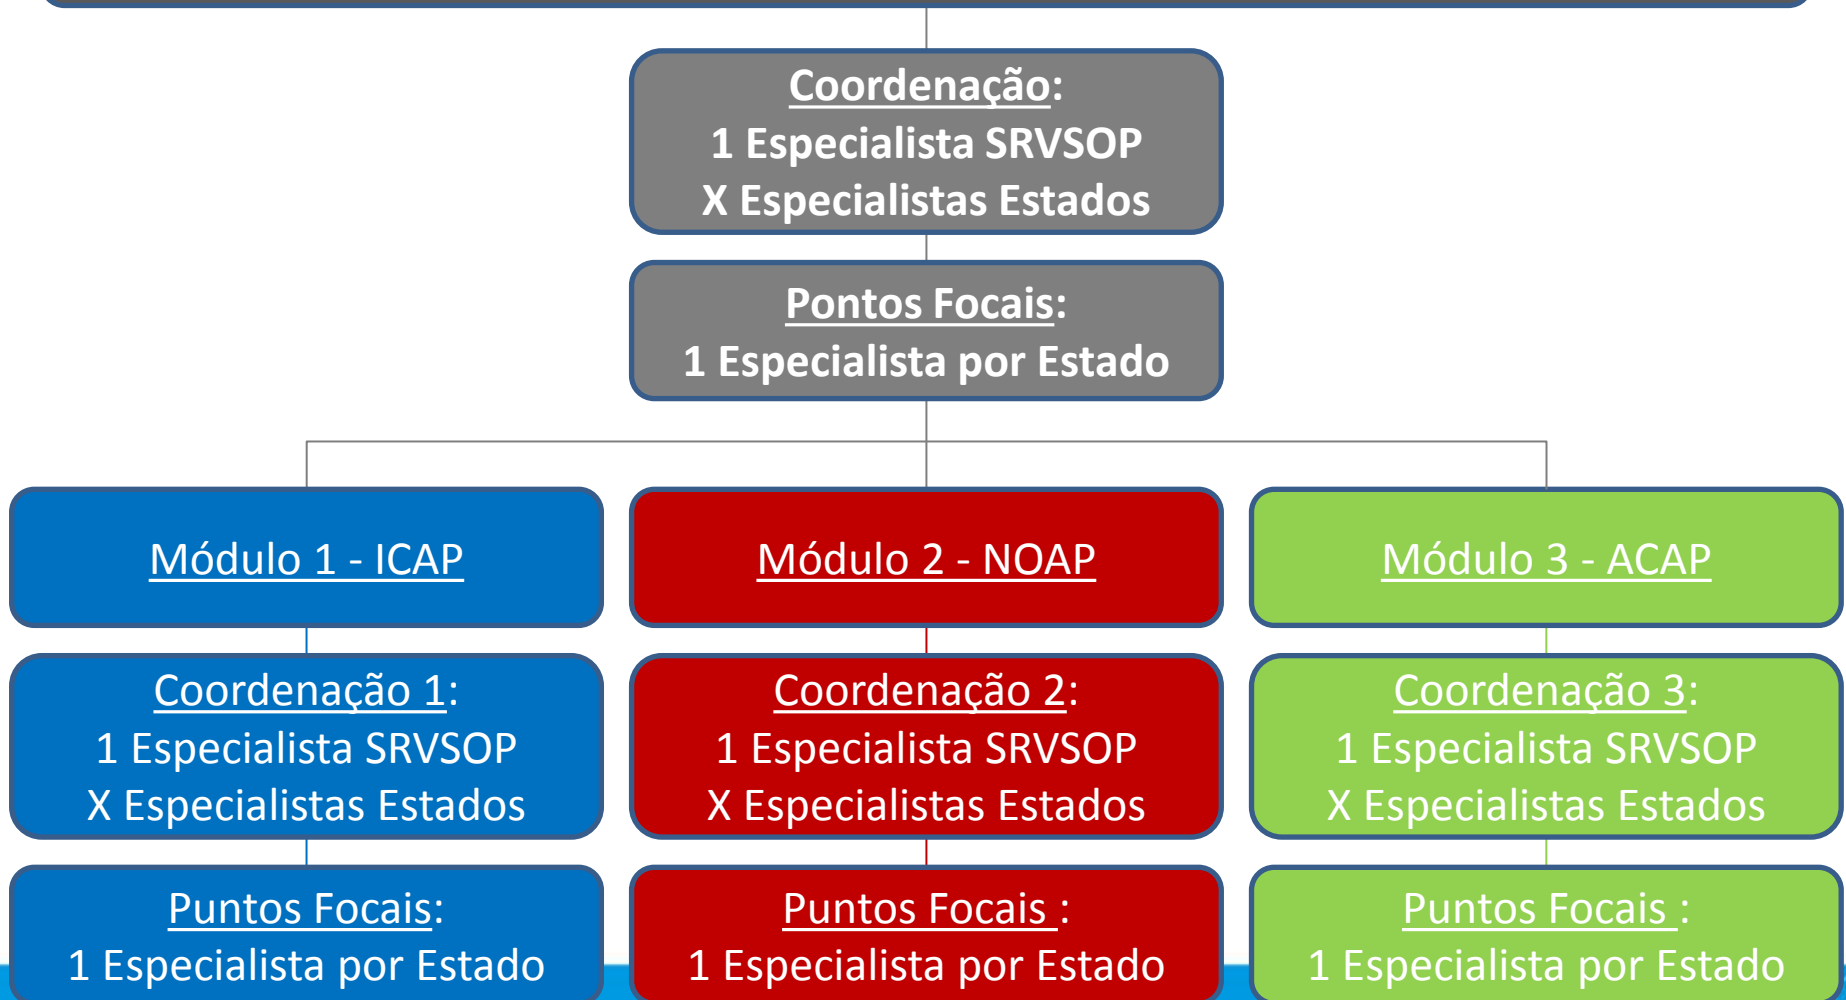 Coordenação:
1 Especialista SRVSOP
X Especialistas Estados
Pontos Focais:
1 Especialista por Estado
Módulo 1 - ICAP
Módulo 2 - NOAP
Módulo 3 - ACAP
Coordenação 1:
1 Especialista SRVSOP
X Especialistas Estados
Coordenação 2:
1 Especialista SRVSOP
X Especialistas Estados
Coordenação 3:
1 Especialista SRVSOP
X Especialistas Estados
Puntos Focais:
1 Especialista por Estado
Puntos Focais :
1 Especialista por Estado
Puntos Focais :
1 Especialista por Estado